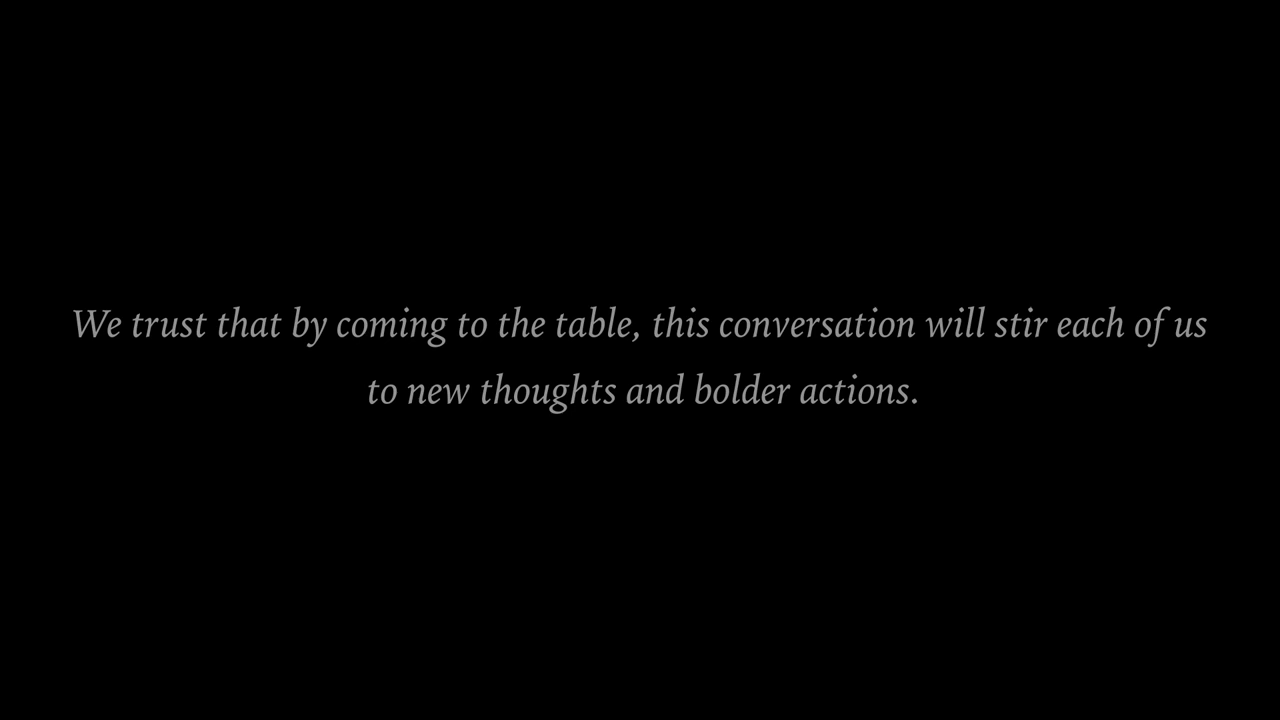 We trust that by coming to the table, this conversation will stir each of us
to new thoughts and bolder actions.